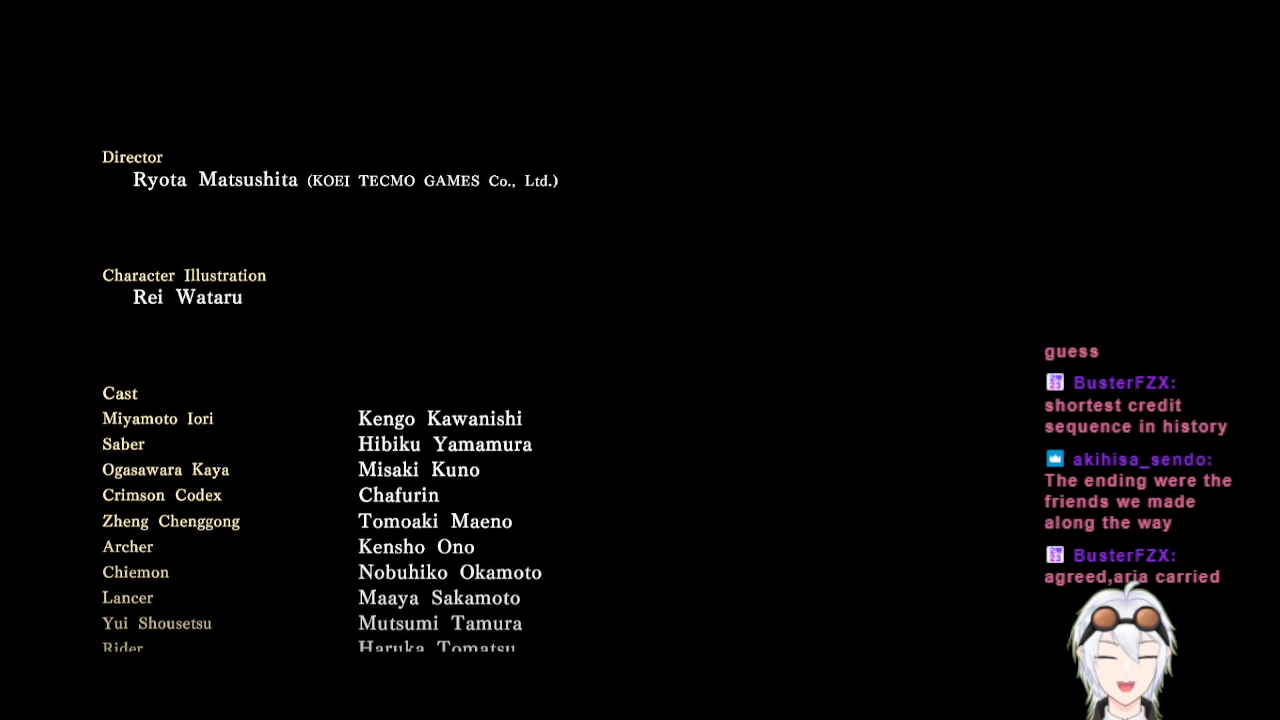 Director
Ryota Matsushita (KOEI TECMO GAMES Co., Ltd.)
Character Illustration
Rei Wataru
Cast
Miyamoto Iori Kengo Kawanishi
Saber Hibiku Yamamura
Ogasawara Kaya Misaki Kuno
Crimson Codex Chafurin
Zheng Chenggong Tomoaki Maeno
Archer Kensho Ono
Chiemon Nobuhiko Okamoto
Lancer Maaya Sakamoto
Yui Shousetsu Mutsumi Tamura
Rider Haruka Tomatsu
guess
BusterFZX:
shortest credit
sequence in history
akihisa_sendo:
The ending were the
friends we made
along the way
BusterFZX:
agreed,aria carried